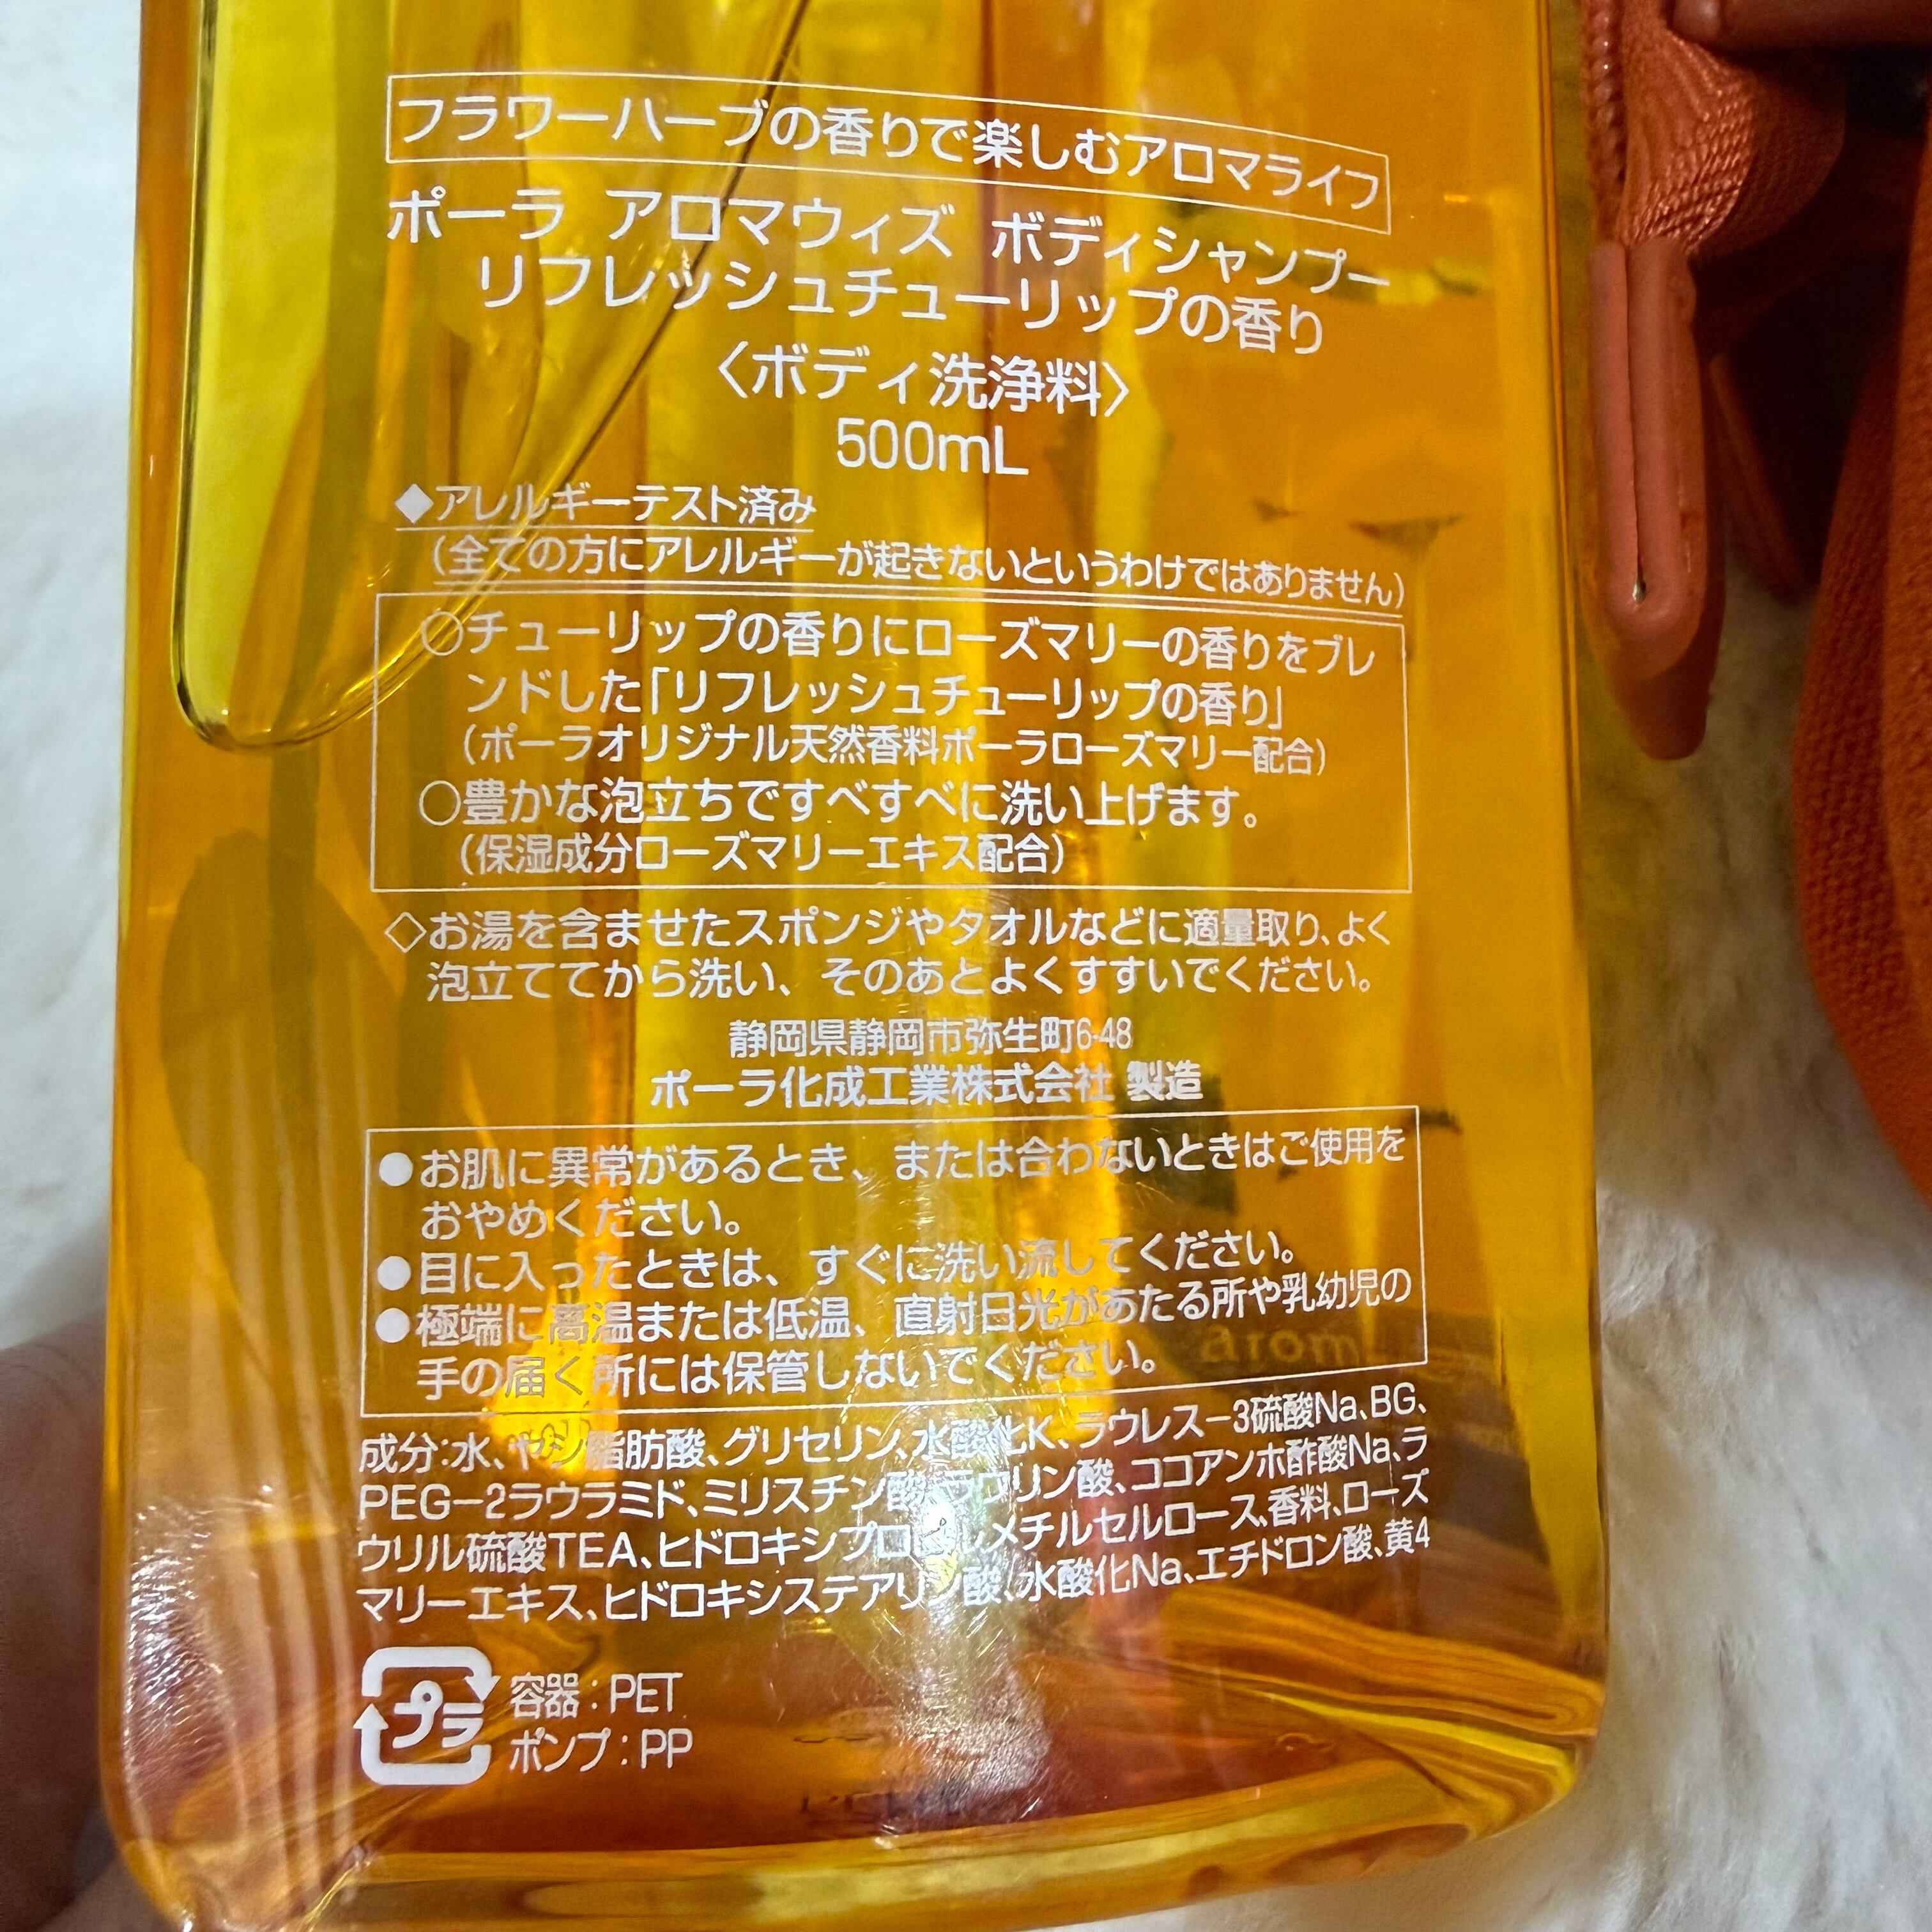 フラワーハーブの香りで楽しむアロマライフ
ポーラ アロマウィズ ボディシャンプー
リフレッシュチューリップの香り
〈ボディ洗浄料〉
500mL
◆アレルギーテスト済み
(全ての方にアレルギーが起きないというわけではありません)
○チューリップの香りにローズマリーの香りをブレ
ンドした「リフレッシュチューリップの香り」
(ポーラオリジナル天然香料ポーラローズマリー配合)
○豊かな泡立ちですべすべに洗い上げます。
(保湿成分ローズマリーエキス配合)
◇お湯を含ませたスポンジやタオルなどに適量取り、よく
泡立ててから洗い、そのあとよくすすいでください。
静岡県静岡市弥生町6-48
ポーラ化成工業株式会社 製造
●お肌に異常があるとき、または合わないときはご使用を
おやめください。
●目に入ったときは、すぐに洗い流してください。
●極端に高温または低温、直射日光があたる所や乳幼児の
手の届く所には保管しないでください。
成分:水、ヤシ脂肪酸、グリセリン、水酸化K、ラウレス－3硫酸Na、BG、
PEG－2ラウラミド、ミリスチン酸、ラウリン酸、ココアンホ酢酸Na、ラ
ウリル硫酸TEA、ヒドロキシプロピルメチルセルロース、香料、ローズ
マリーエキス、ヒドロキシステアリン酸、水酸化Na、エチドロン酸、黄4
プラ
容器:PET
ポンプ:PP